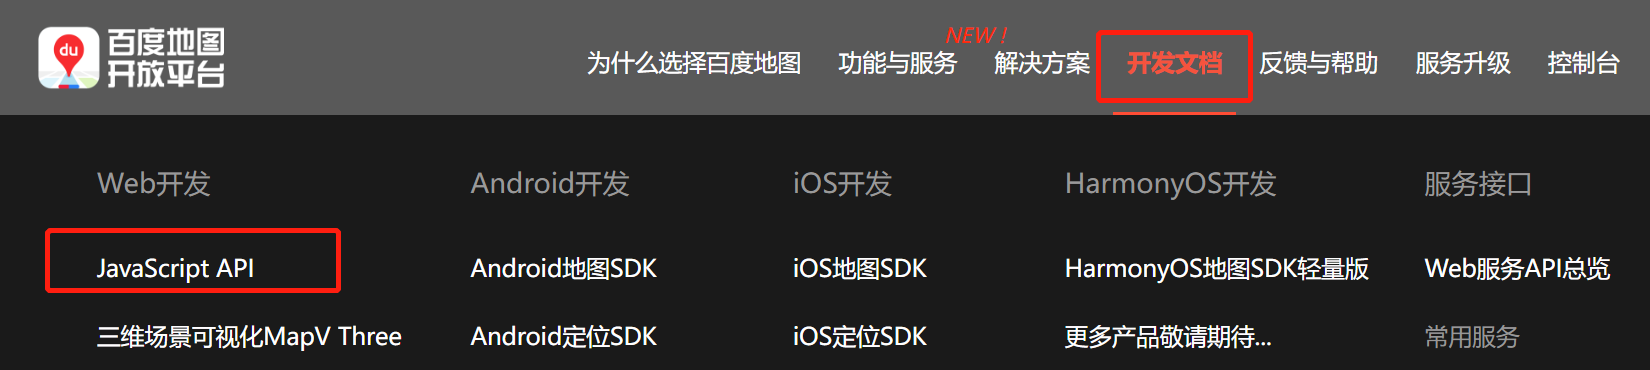 du 百度地图
开放平台
NEW !
为什么选择百度地图 功能与服务 解决方案 开发文档 反馈与帮助 服务升级 控制台
Web开发 Android开发 iOS开发 HarmonyOS开发 服务接口
JavaScript API Android地图SDK iOS地图SDK HarmonyOS地图SDK轻量版 Web服务API总览
三维场景可视化MapV Three Android定位SDK iOS定位SDK 更多产品敬请期待... 常用服务